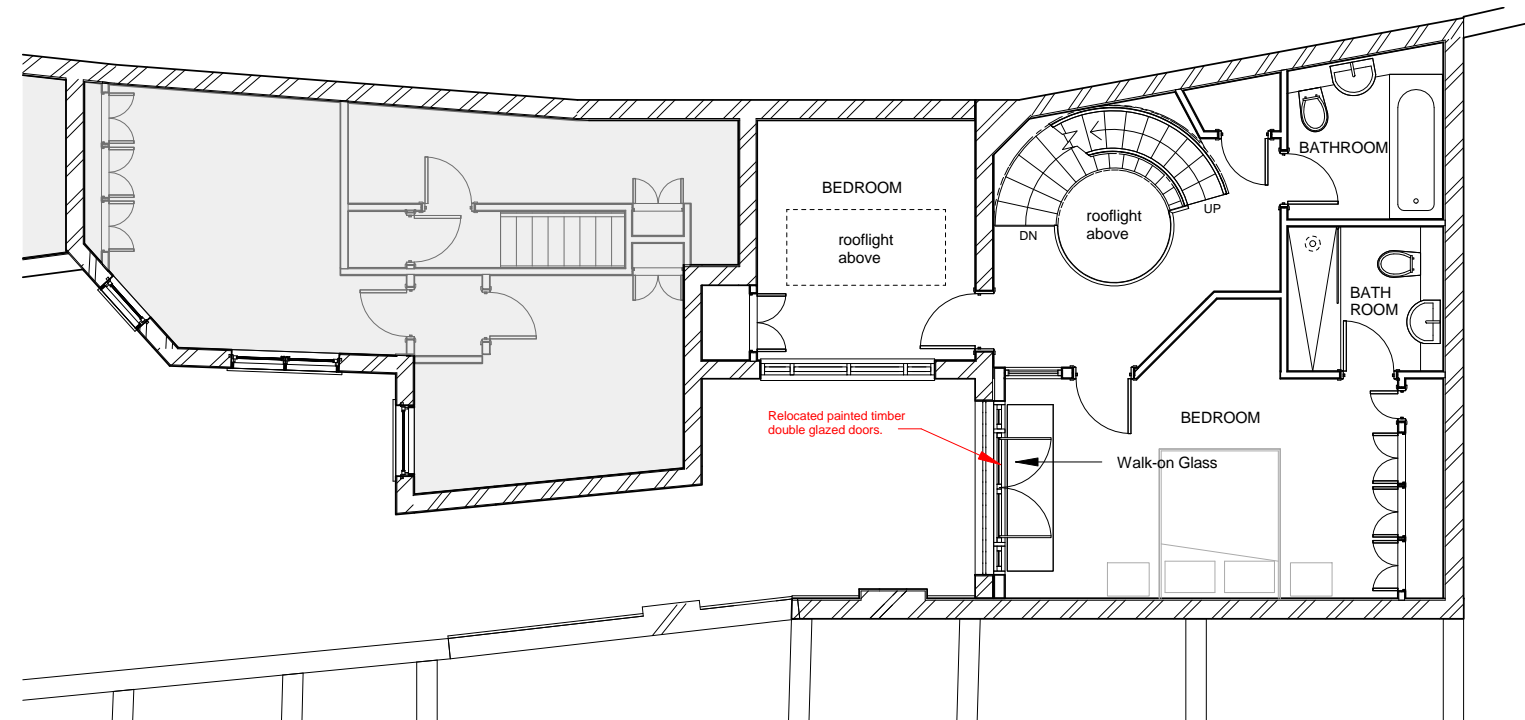 BATHROOM
BEDROOM
rooflight
above
rooflight
above
UP
DN
BATH
ROOM
Relocated painted timber
double glazed doors.
BEDROOM
Walk-on Glass